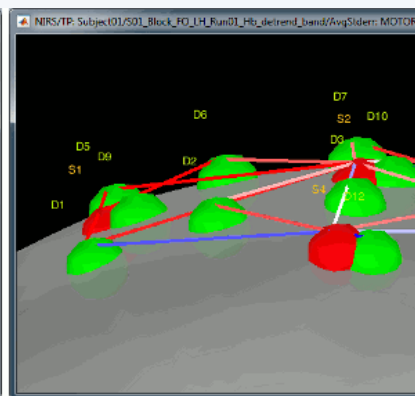 NIRS/TP: Subject01/S01_Block_FO_LH_Run01_Hb_detrend_band//AvgStderr: MOTOR
D7
D6
D10
S2
D5
D3
D9
D2
S1
S4
D12
D1